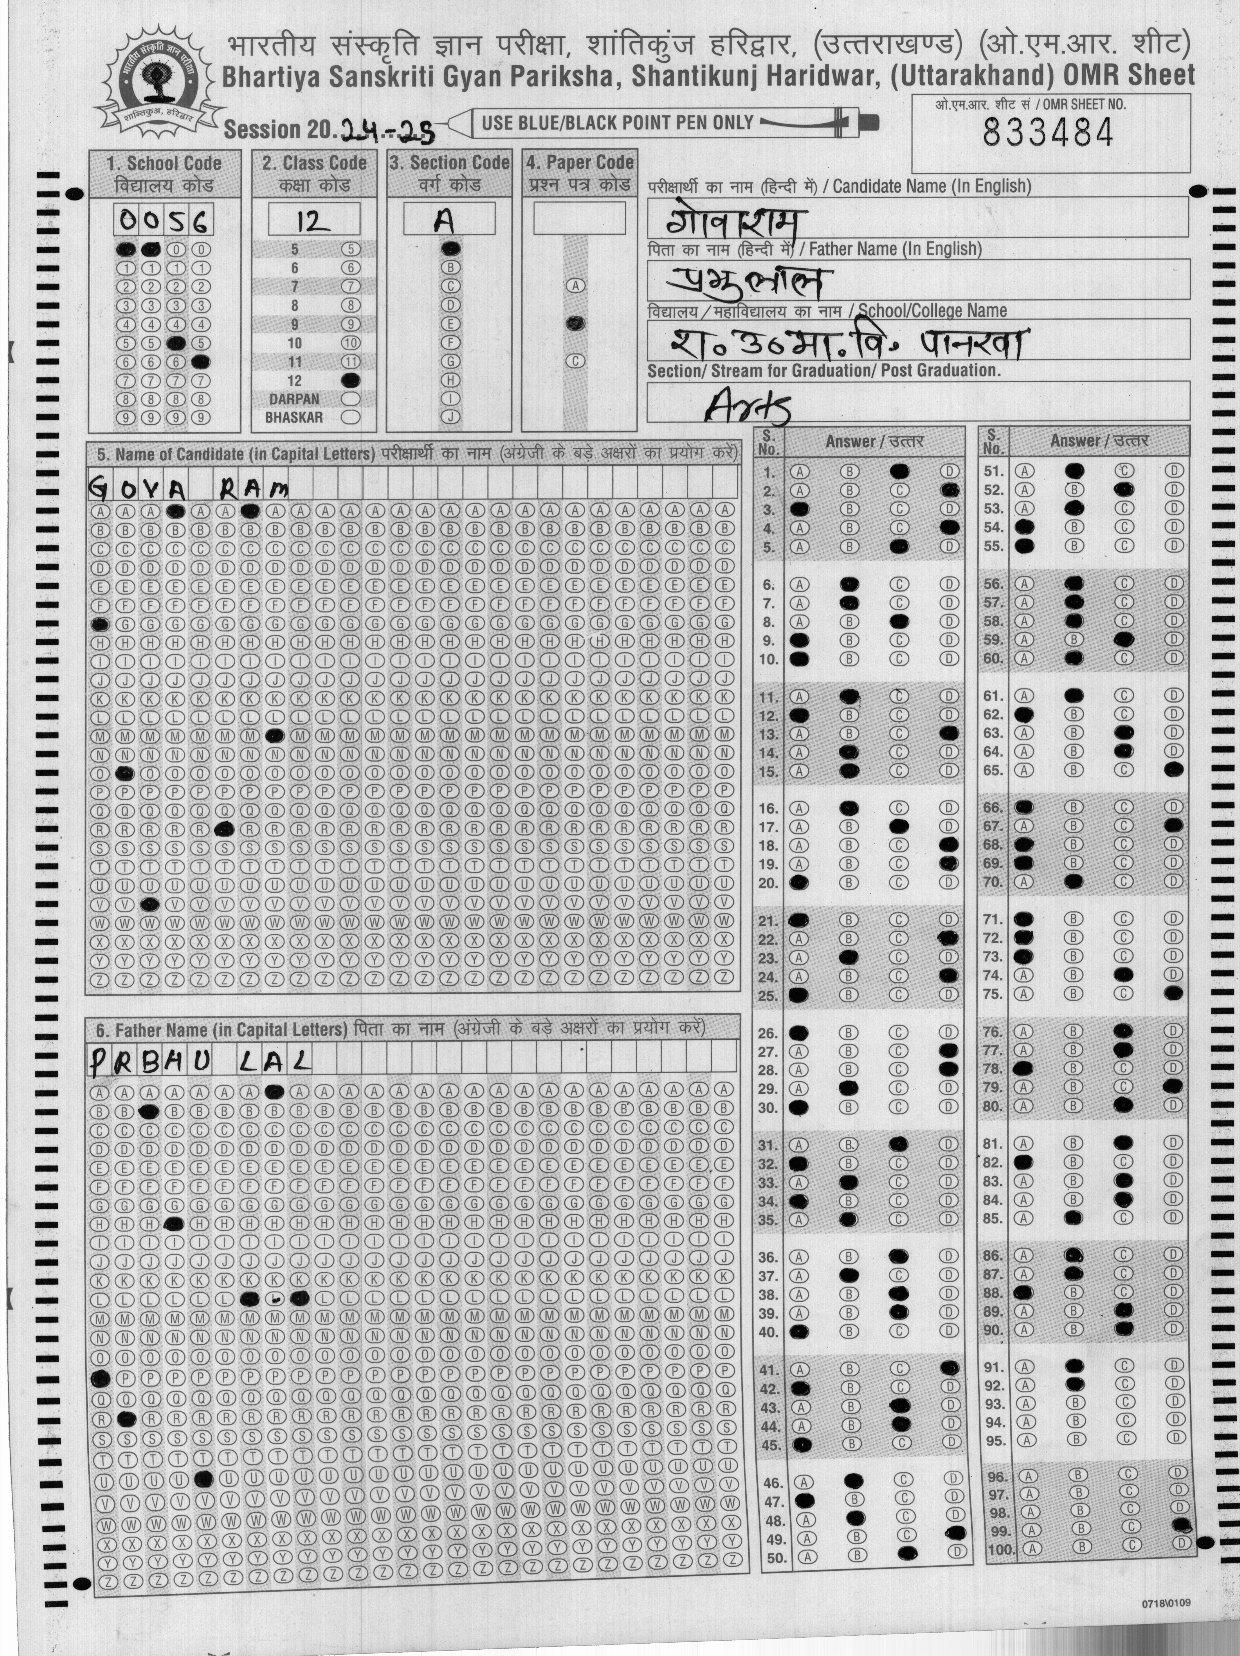 भारतीय संस्कृति ज्ञान परीक्षा, शांतिकुंज हरिद्वार, (उत्तराखण्ड) (ओ.एम.आर. शीट)
Bhartiya Sanskriti Gyan Pariksha, Shantikunj Haridwar, (Uttarakhand) OMR Sheet
Session 2024-25
USE BLUE/BLACK POINT PEN ONLY
ओ.एम.आर. शीट सं / OMR SHEET NO.
833484
1. School Code
विद्यालय कोड
0056
2. Class Code
कक्षा कोड
12
5
6
7
8
9
10
11
12
DARPAN
BHASKAR
3. Section Code
वर्ग कोड
A
4. Paper Code
प्रश्न पत्र कोड
परीक्षार्थी का नाम (हिन्दी में) / Candidate Name (In English)
गोवाराम
पिता का नाम (हिन्दी में) / Father Name (In English)
प्रभुलाल
विद्यालय/महाविद्यालय का नाम / School/College Name
रा. उ० मा. वि. पानरवा
Section/ Stream for Graduation/ Post Graduation.
Arts
5. Name of Candidate (in Capital Letters) परीक्षार्थी का नाम (अंग्रेजी के बड़े अक्षरों का प्रयोग करें)
GOVA RAM
6. Father Name (in Capital Letters) पिता का नाम (अंग्रेजी के बड़े अक्षरों का प्रयोग करें)
PRBHU LAL
S. No. Answer / उत्तर
S. No. Answer / उत्तर
0718\0109